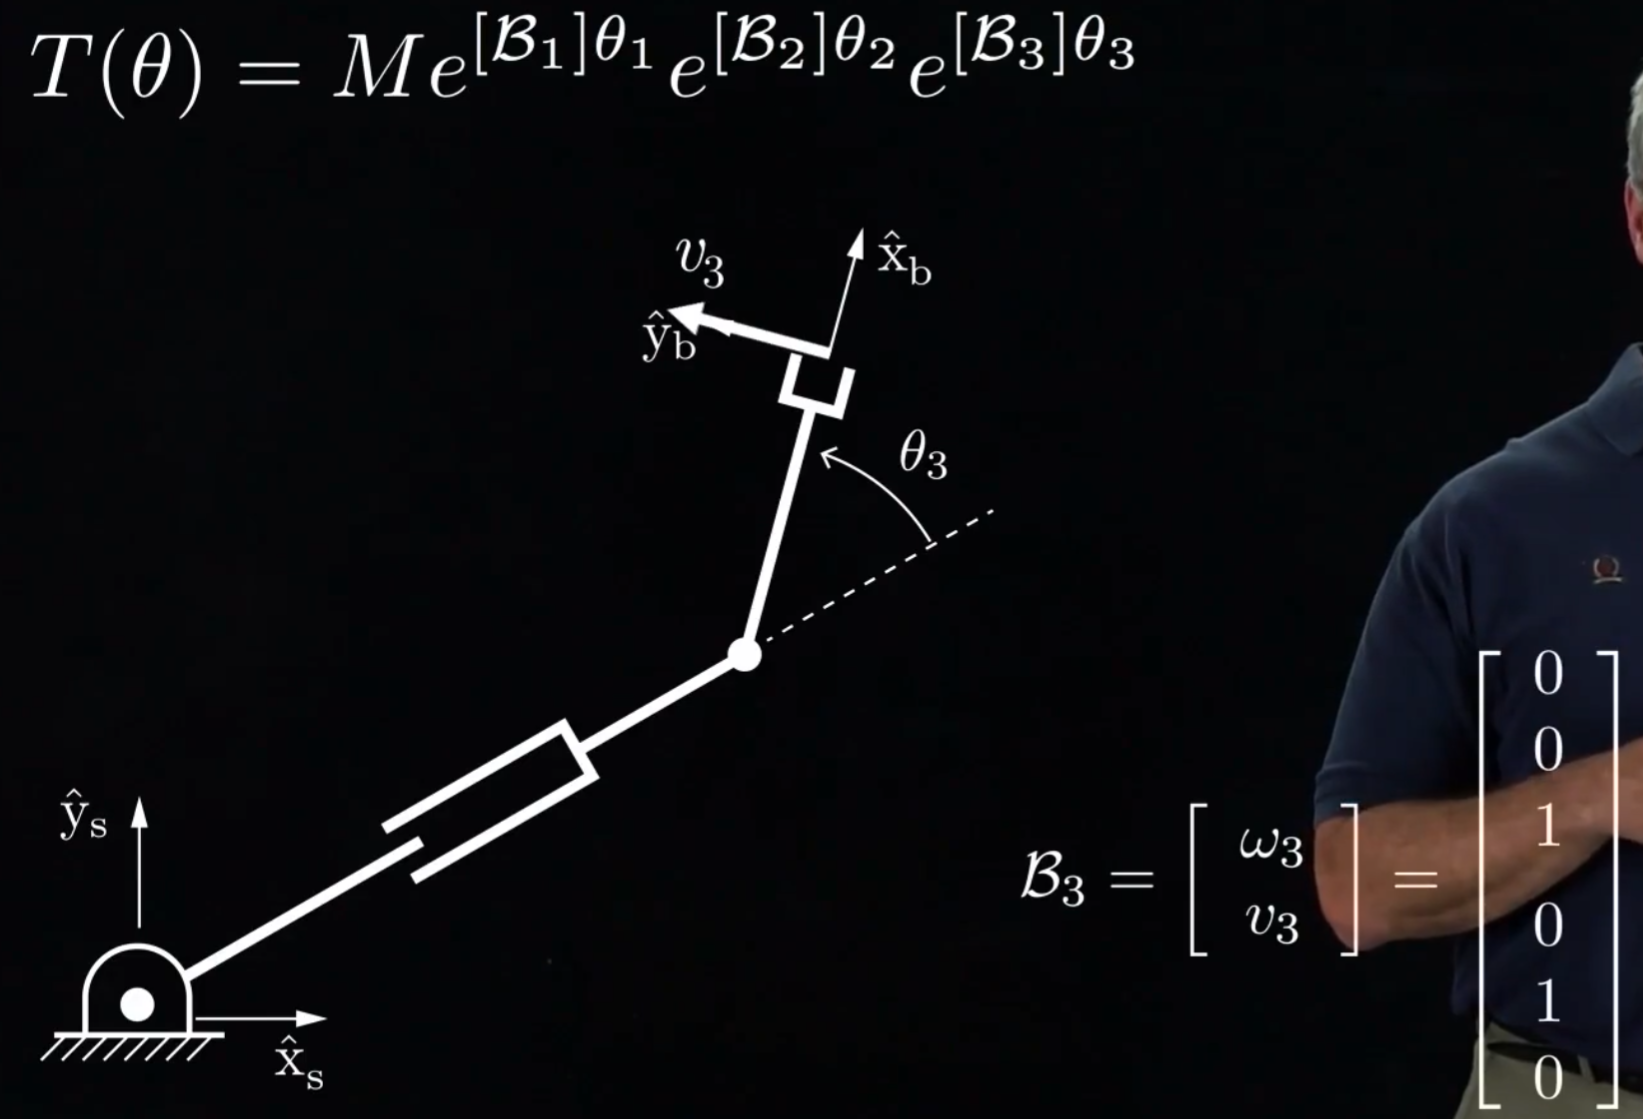 T(θ) = Me^{[ℬ₁]θ₁}e^{[ℬ₂]θ₂}e^{[ℬ₃]θ₃}
v₃
x̂_b
ŷ_b
θ₃
ŷ_s
x̂_s
ℬ₃ = [ ω₃ v₃ ] = [ 0 0 1 0 1 0 ]